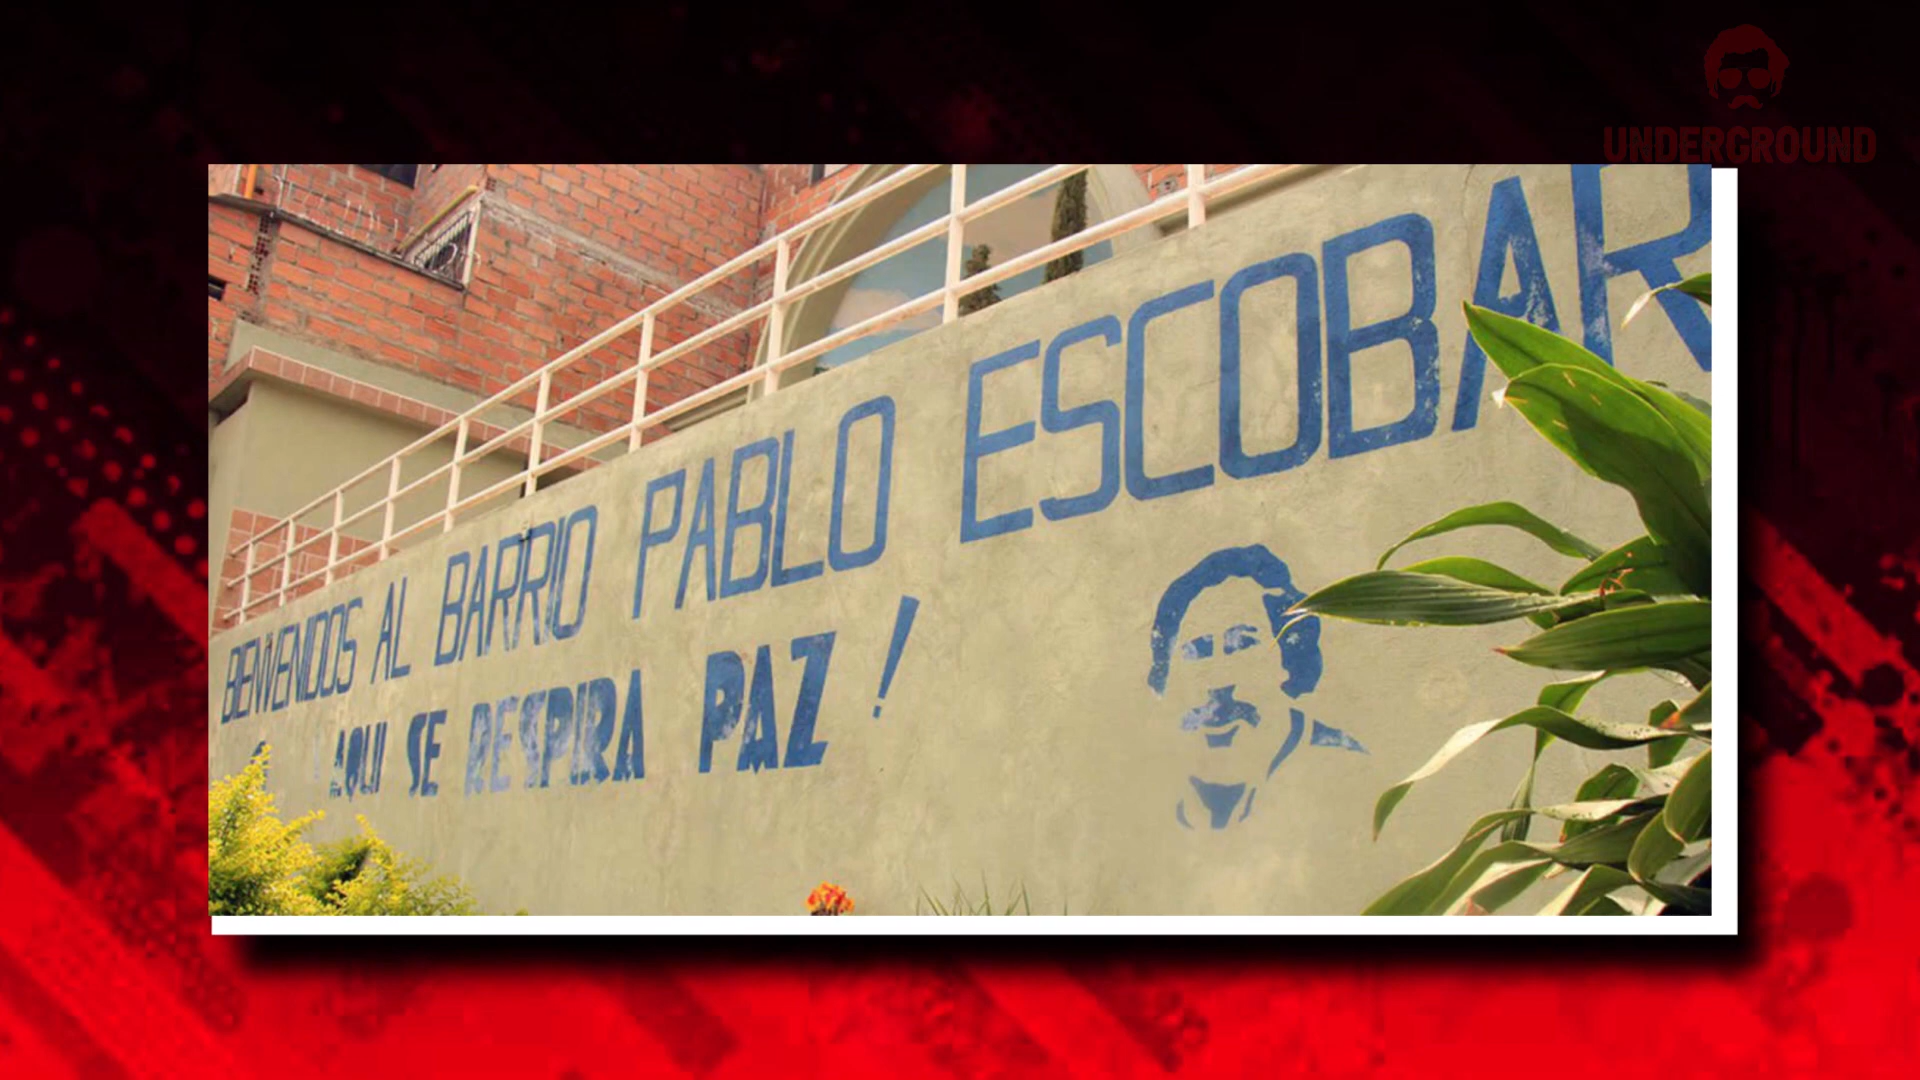 UNDERGROUND
BIENVENIDOS AL BARRIO PABLO ESCOBAR
¡AQUI SE RESPIRA PAZ!